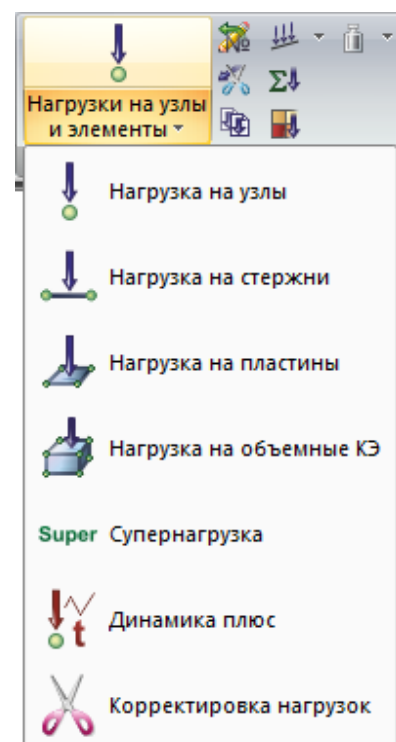 Нагрузки на узлы
и элементы
Нагрузка на узлы
Нагрузка на стержни
Нагрузка на пластины
Нагрузка на объемные КЭ
Super Супернагрузка
t Динамика плюс
Корректировка нагрузок